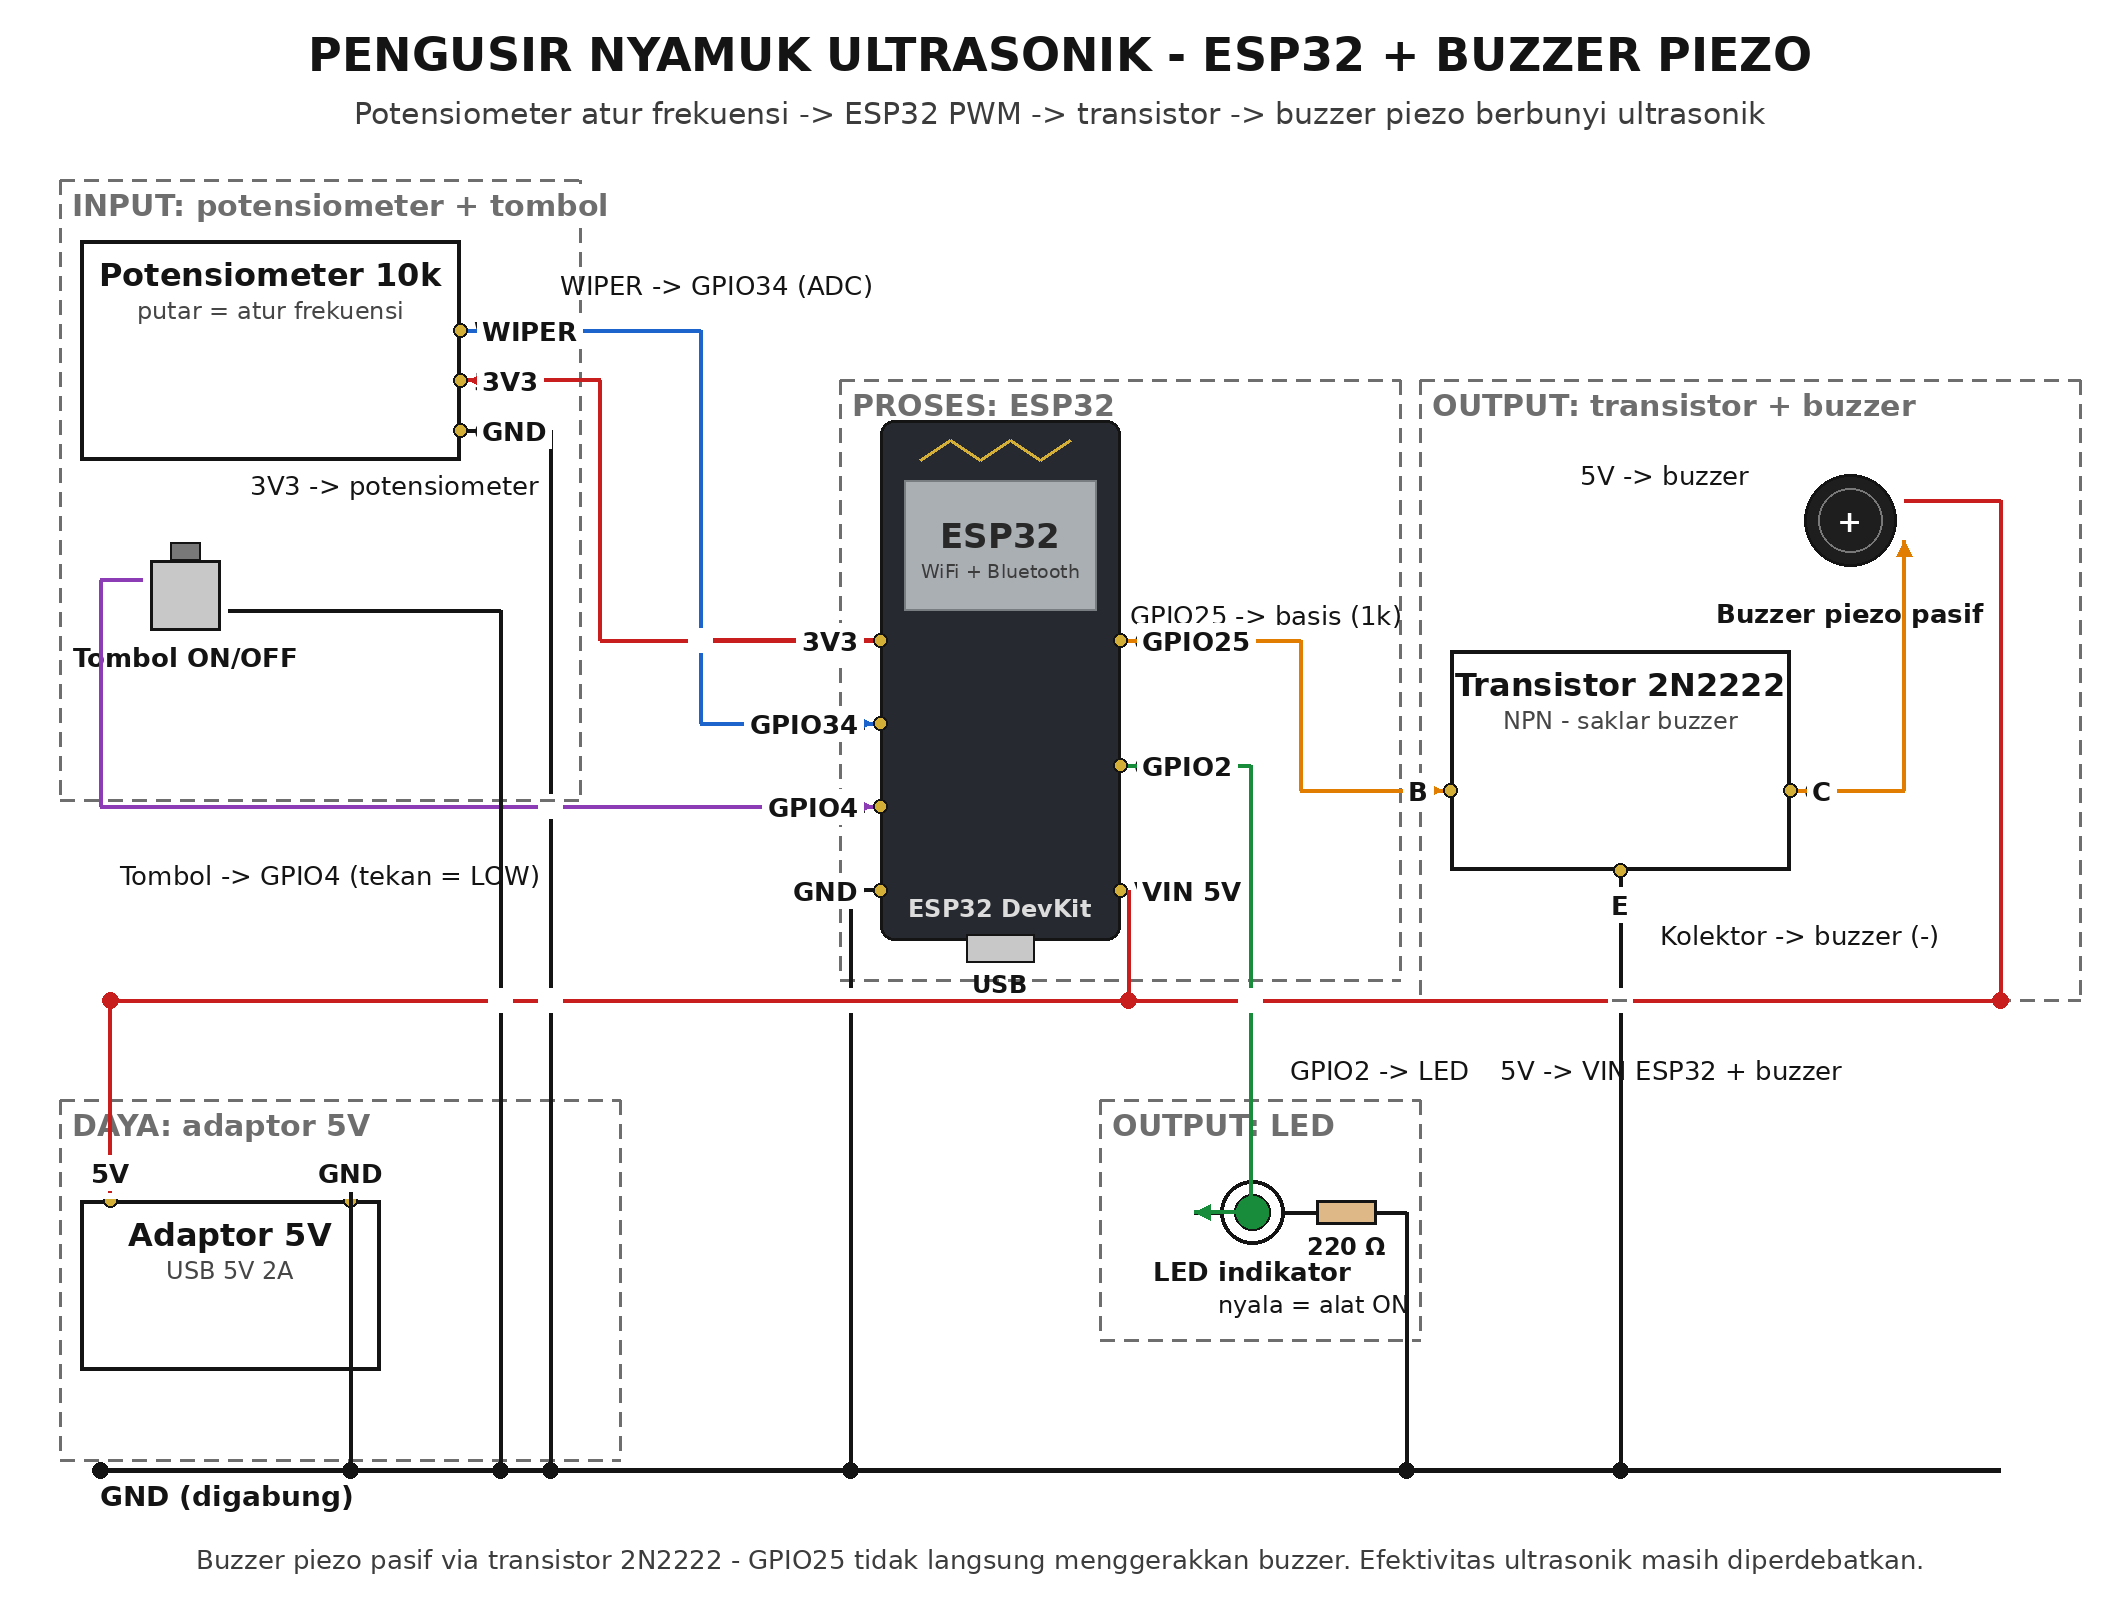 PENGUSIR NYAMUK ULTRASONIK - ESP32 + BUZZER PIEZO
Potensiometer atur frekuensi -> ESP32 PWM -> transistor -> buzzer piezo berbunyi ultrasonik
INPUT: potensiometer + tombol
Potensiometer 10k
putar = atur frekuensi
WIPER -> GPIO34 (ADC)
WIPER
3V3
GND
3V3 -> potensiometer
Tombol ON/OFF
Tombol -> GPIO4 (tekan = LOW)
PROSES: ESP32
ESP32
WiFi + Bluetooth
3V3
GPIO34
GPIO4
GND
GPIO25 -> basis (1k)
GPIO25
GPIO2
VIN 5V
ESP32 DevKit
USB
OUTPUT: transistor + buzzer
5V -> buzzer
+
Buzzer piezo pasif
Transistor 2N2222
NPN - saklar buzzer
B
C
E
Kolektor -> buzzer (-)
GPIO2 -> LED
5V -> VIN ESP32 + buzzer
DAYA: adaptor 5V
5V
GND
Adaptor 5V
USB 5V 2A
OUTPUT: LED
220 Ω
LED indikator
nyala = alat ON
GND (digabung)
Buzzer piezo pasif via transistor 2N2222 - GPIO25 tidak langsung menggerakkan buzzer. Efektivitas ultrasonik masih diperdebatkan.